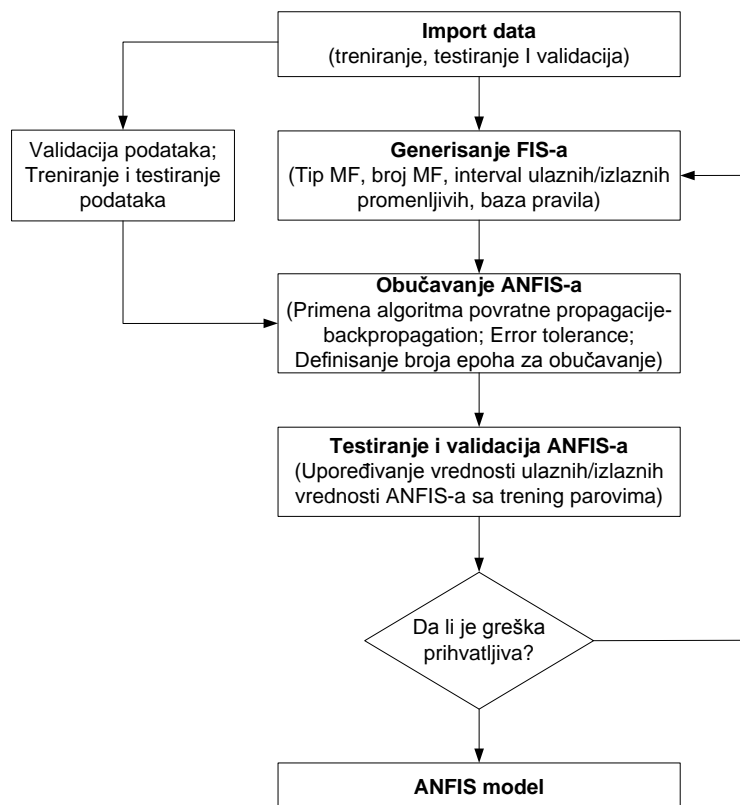 Import data
(treniranje, testiranje I validacija)
Validacija podataka;
Treniranje i testiranje
podataka
Generisanje FIS-a
(Tip MF, broj MF, interval ulaznih/izlaznih
promenljivih, baza pravila)
Obučavanje ANFIS-a
(Primena algoritma povratne propagacije-
backpropagation; Error tolerance;
Definisanje broja epoha za obučavanje)
Testiranje i validacija ANFIS-a
(Upoređivanje vrednosti ulaznih/izlaznih
vrednosti ANFIS-a sa trening parovima)
Da li je greška
prihvatljiva?
ANFIS model